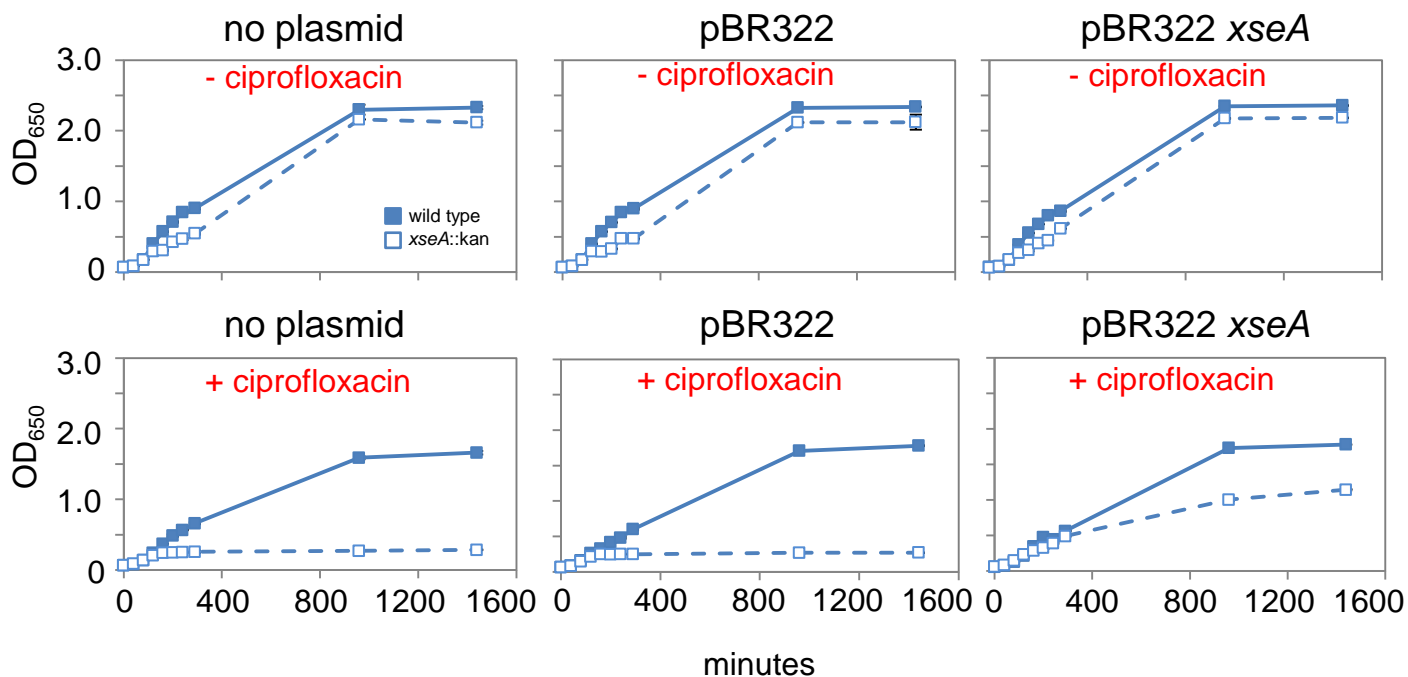 no plasmid pBR322 pBR322 xseA
- ciprofloxacin - ciprofloxacin - ciprofloxacin
OD650
3.0
2.0
1.0
0
wild type
xseA::kan
no plasmid pBR322 pBR322 xseA
+ ciprofloxacin + ciprofloxacin + ciprofloxacin
OD650
3.0
2.0
1.0
0
0 400 800 1200 1600 0 400 800 1200 1600 0 400 800 1200 1600
minutes